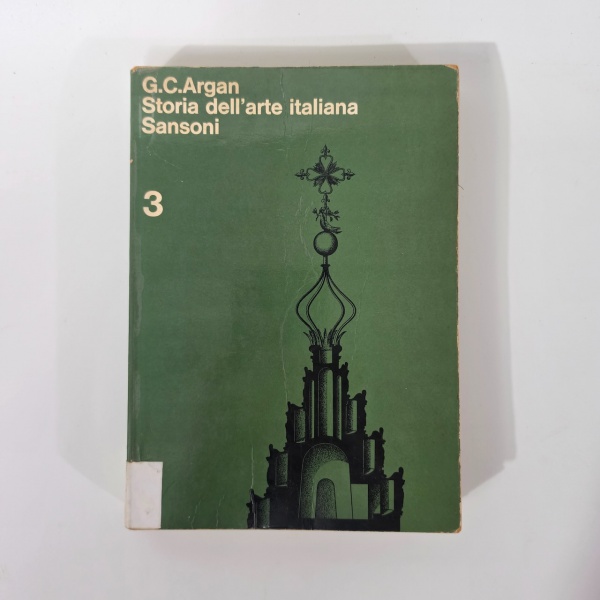 G.C.Argan
Storia dell'arte italiana
Sansoni
3